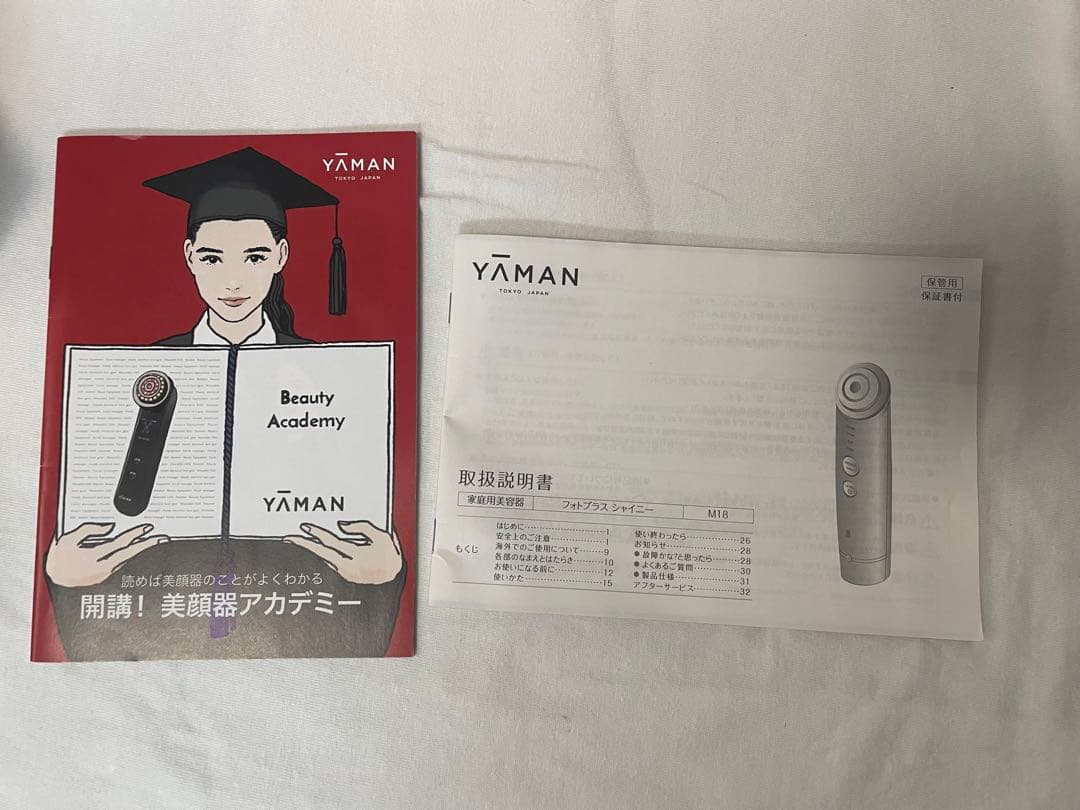 YĀMAN
TOKYO JAPAN
Beauty
Academy
YĀMAN
読めば美顔器のことがよくわかる
開講！ 美顔器アカデミー
YĀMAN
TOKYO JAPAN
保管用
保証書付
取扱説明書
家庭用美容器 フォトプラス シャイニー M18
もくじ
はじめに 1
安全上のご注意 1
海外でのご使用について 9
各部のなまえとはたらき 10
お使いになる前に 12
使いかた 15
使い終わったら 26
お知らせ 28
● 故障かな?と思ったら 28
● よくあるご質問 30
● 製品仕様 31
アフターサービス 32